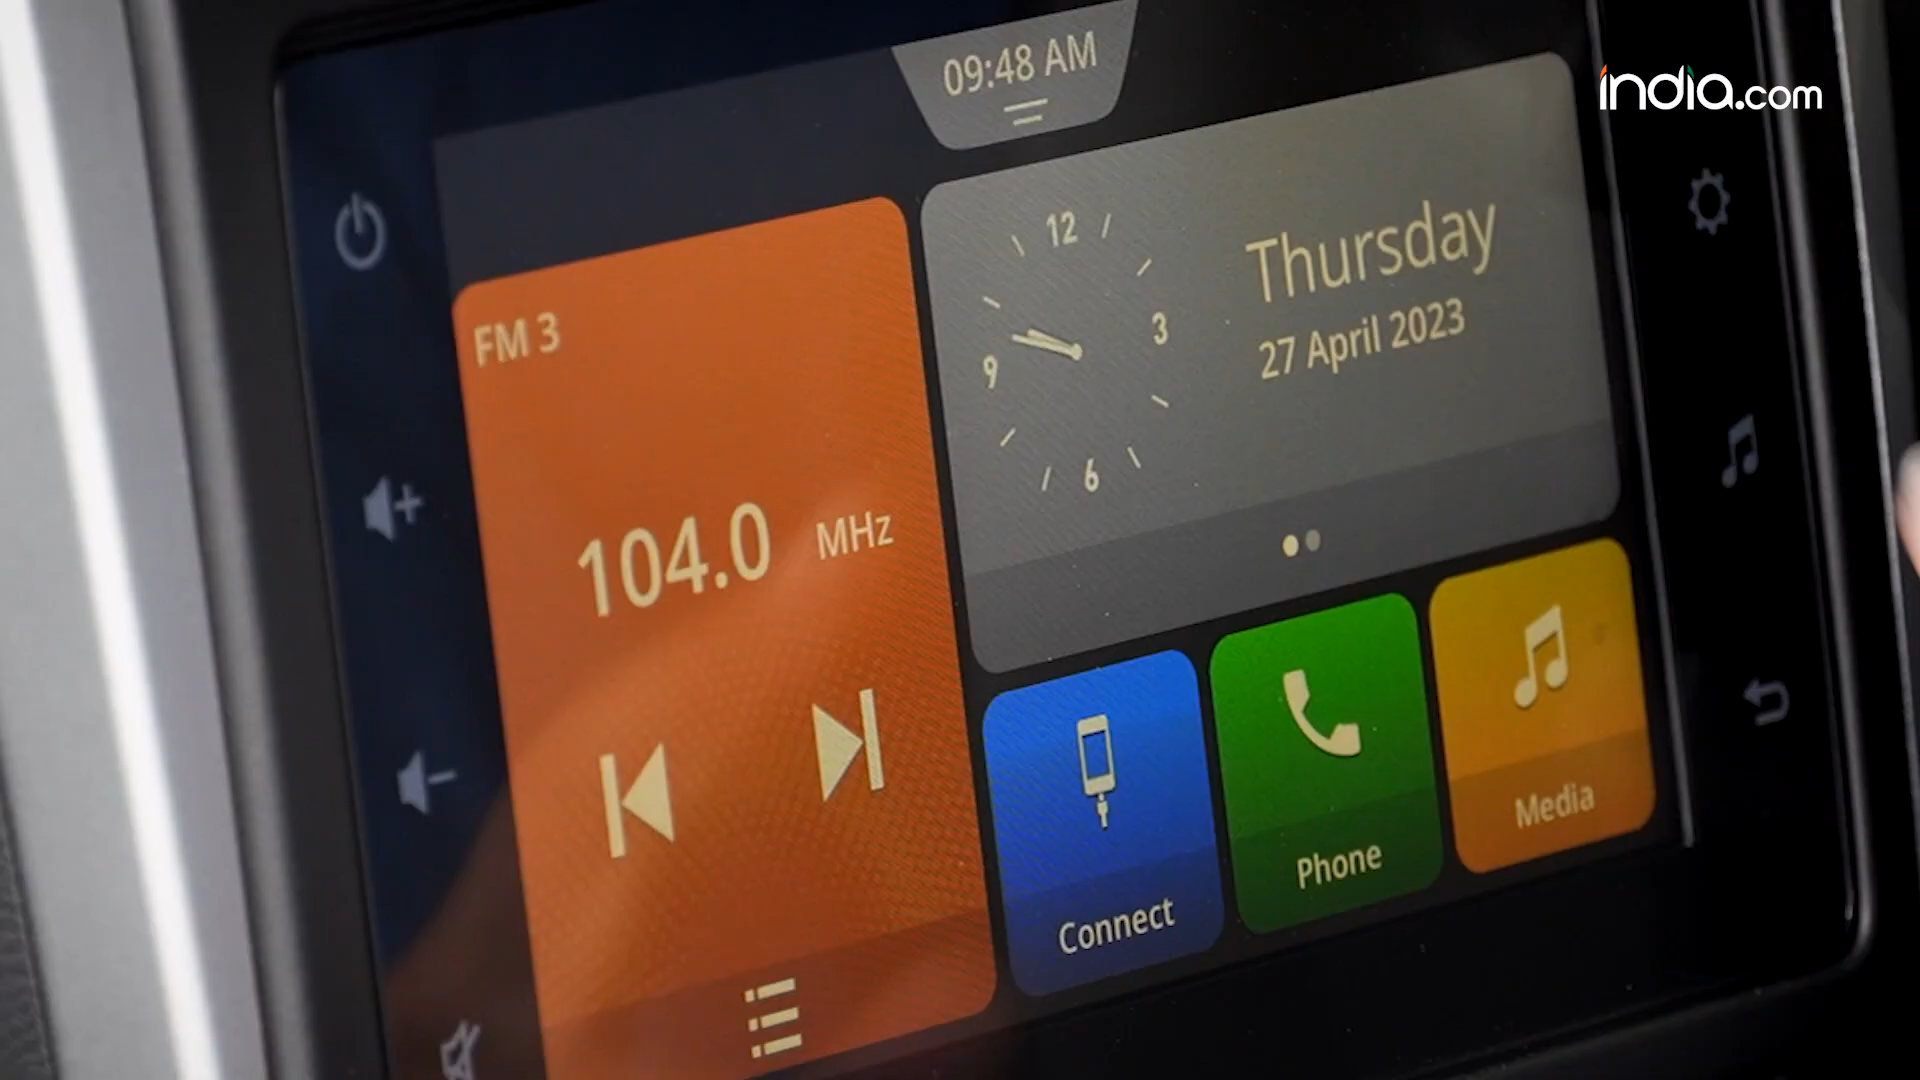 09:48 AM
india.com
FM 3
104.0 MHz
12
3
6
9
Thursday
27 April 2023
Connect
Phone
Media